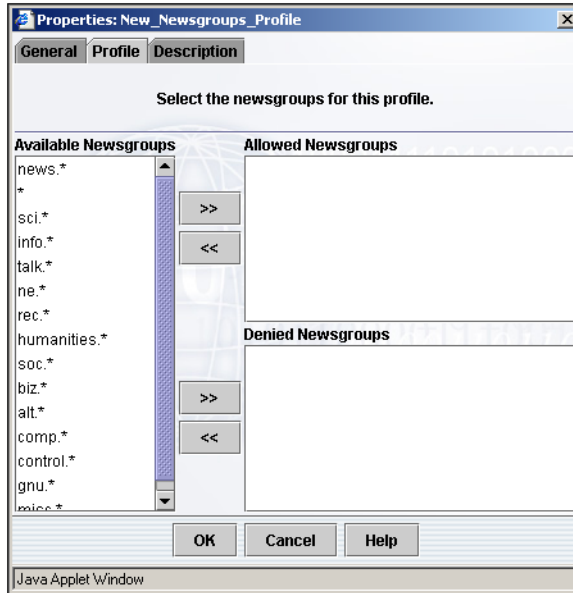 Properties: New_Newsgroups_Profile
General Profile Description
Select the newsgroups for this profile.
Available Newsgroups
news.*
*
sci.*
info.*
talk.*
ne.*
rec.*
humanities.*
soc.*
biz.*
alt.*
comp.*
control.*
gnu.*
misc.*
>>
<<
>>
<<
Allowed Newsgroups
Denied Newsgroups
OK Cancel Help
Java Applet Window